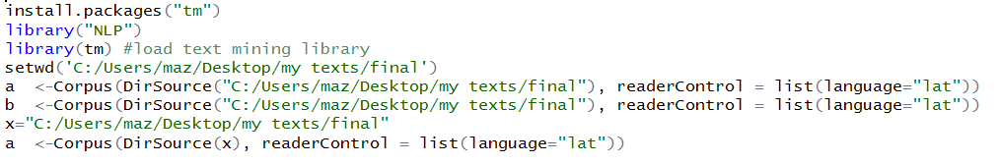 install.packages("tm")
library("NLP")
library(tm) #load text mining library
setwd('C:/Users/maz/Desktop/my texts/final')
a  <-Corpus(DirSource("C:/Users/maz/Desktop/my texts/final"), readerControl = list(language="lat"))
b  <-Corpus(DirSource("C:/Users/maz/Desktop/my texts/final"), readerControl = list(language="lat"))
x="C:/Users/maz/Desktop/my texts/final"
a  <-Corpus(DirSource(x), readerControl = list(language="lat"))